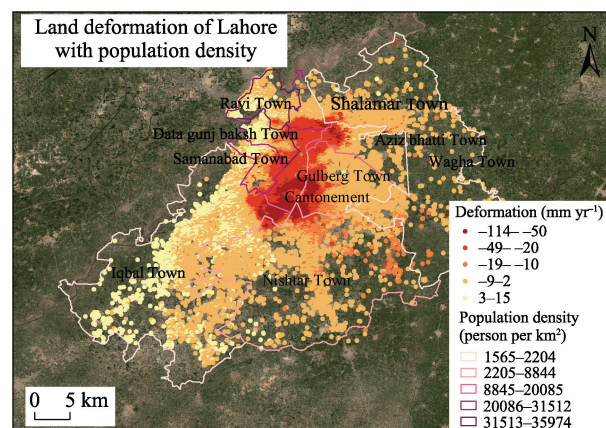 Land deformation of Lahore
with population density
N
Ravi Town
Shalamar Town
Data gunj baksh Town
Aziz bhatti Town
Samanabad Town
Wagha Town
Gulberg Town
Cantonement
Iqbal Town
Nishtar Town
Deformation (mm yr⁻¹)
−114– −50
−49– −20
−19– −10
−9–2
3–15
Population density
(person per km²)
1565–2204
2205–8844
8845–20085
20086–31512
31513–35974
0 5 km